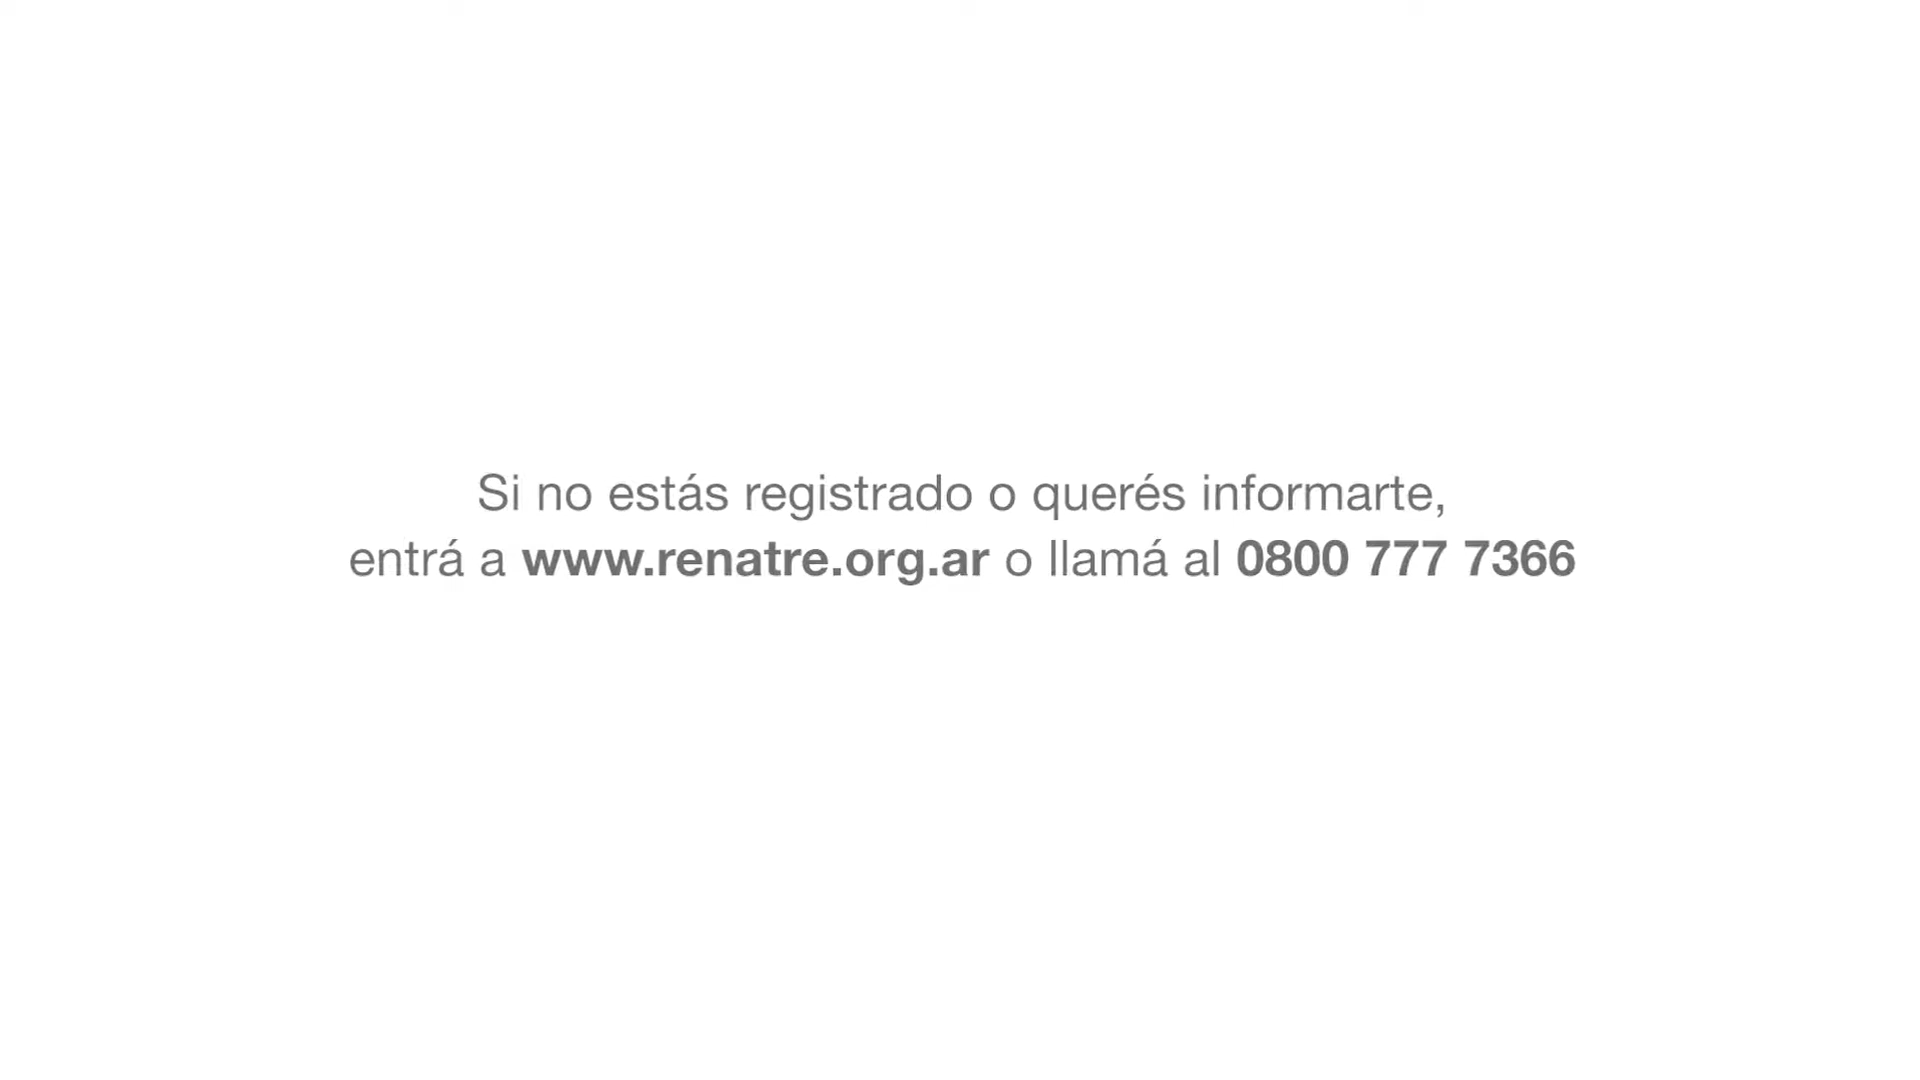 Si no estás registrado o querés informarte,
entrá a www.renatre.org.ar o llamá al 0800 777 7366